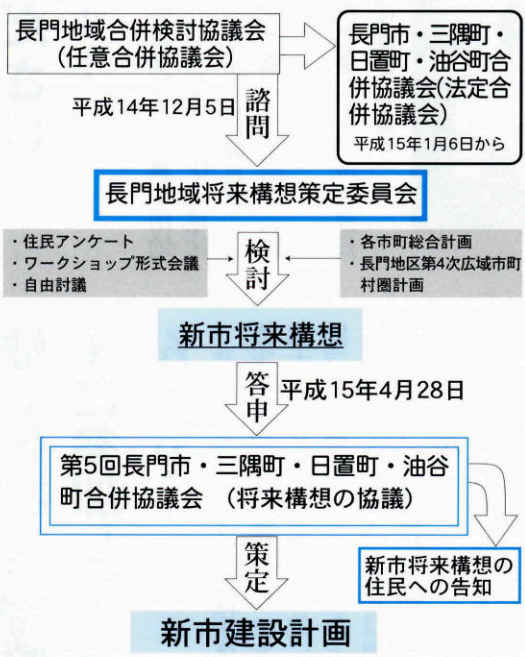 長門地域合併検討協議会
(任意合併協議会)
長門市・三隅町・
日置町・油谷町合
併協議会(法定合
併協議会)
平成15年1月6日から
平成14年12月5日
諮問
長門地域将来構想策定委員会
・住民アンケート
・ワークショップ形式会議
・自由討議
検討
・各市町総合計画
・長門地区第4次広域市町
村圏計画
新市将来構想
答申
平成15年4月28日
第5回長門市・三隅町・日置町・油谷
町合併協議会 (将来構想の協議)
策定
新市将来構想の
住民への告知
新市建設計画